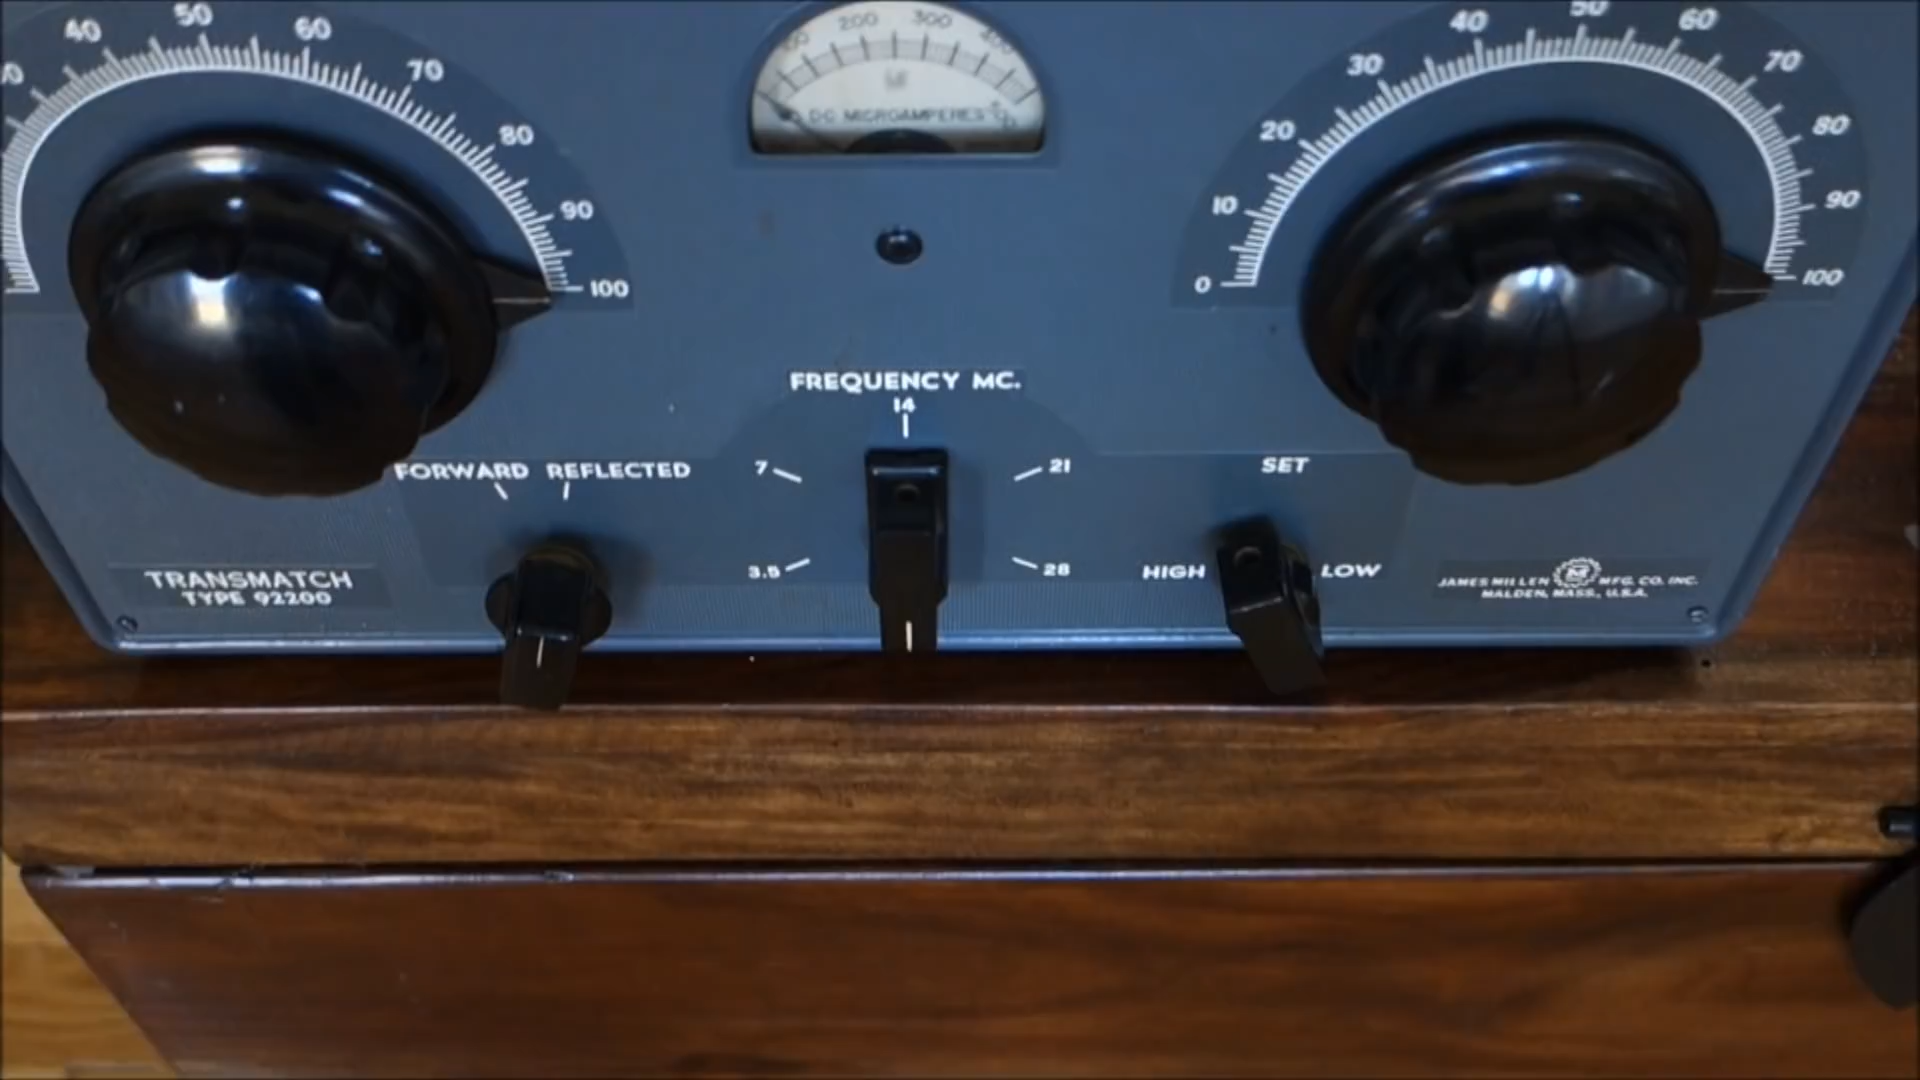 40 50 60 70 80 90 100
200 300
DC MICROAMPERES
0 10 20 30 40 50 60 70 80 90 100
FREQUENCY MC.
14
7 21
3.5 28
FORWARD REFLECTED
SET
HIGH LOW
TRANSMATCH
TYPE 92200
JAMES MILLEN M MFG. CO. INC.
MALDEN, MASS., U.S.A.